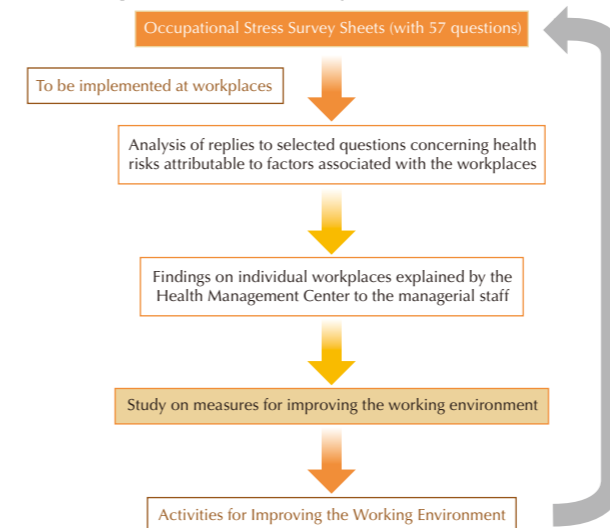 Occupational Stress Survey Sheets (with 57 questions)
To be implemented at workplaces
Analysis of replies to selected questions concerning health
risks attributable to factors associated with the workplaces
Findings on individual workplaces explained by the
Health Management Center to the managerial staff
Study on measures for improving the working environment
Activities for Improving the Working Environment